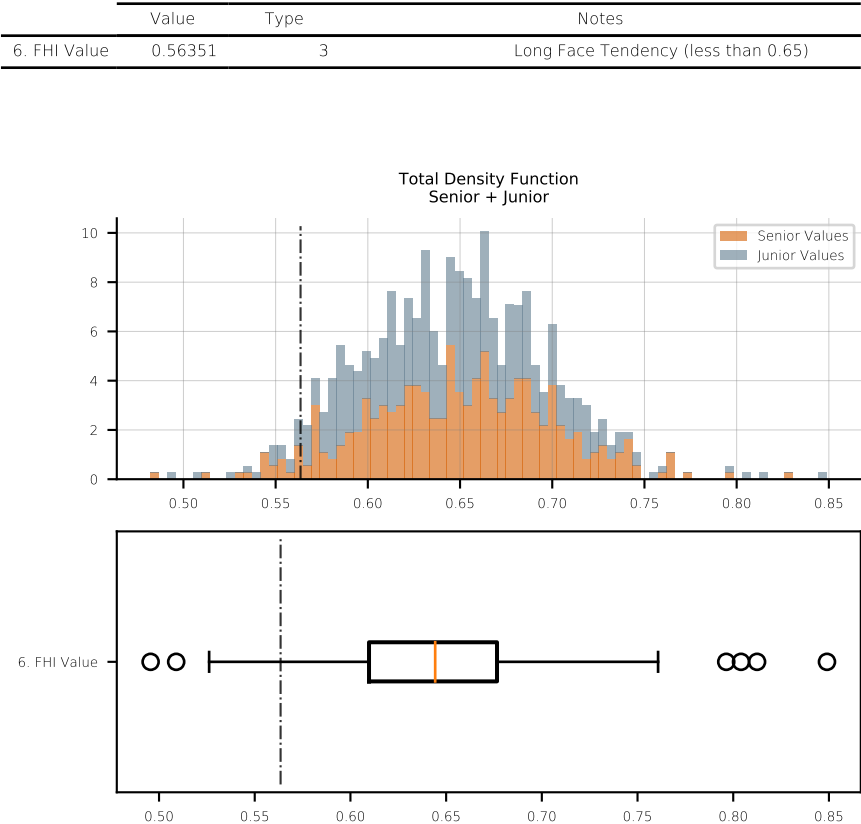 Value Type Notes
6. FHI Value 0.56351 3 Long Face Tendency (less than 0.65)
Total Density Function
Senior + Junior
10
8
6
4
2
0
Senior Values
Junior Values
0.50 0.55 0.60 0.65 0.70 0.75 0.80 0.85
6. FHI Value
0.50 0.55 0.60 0.65 0.70 0.75 0.80 0.85